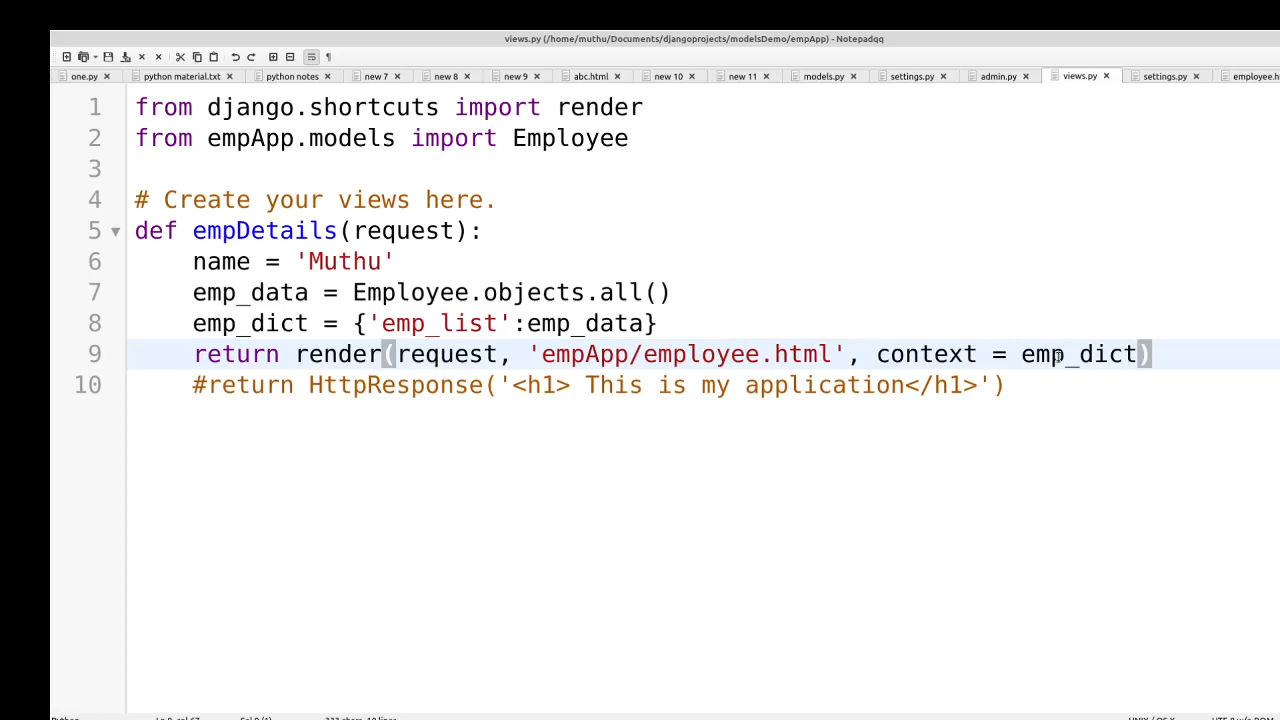 views.py (/home/muthu/Documents/djangoprojects/modelsDemo/empApp) - Notepadqq
one.py python material.txt python notes new 7 new 8 new 9 abc.html new 10 new 11 models.py settings.py admin.py views.py settings.py
1 from django.shortcuts import render
2 from empApp.models import Employee
3
4 # Create your views here.
5 def empDetails(request):
6 name = 'Muthu'
7 emp_data = Employee.objects.all()
8 emp_dict = {'emp_list':emp_data}
9 return render(request, 'empApp/employee.html', context = emp_dict)
10 #return HttpResponse('<h1> This is my application</h1>')